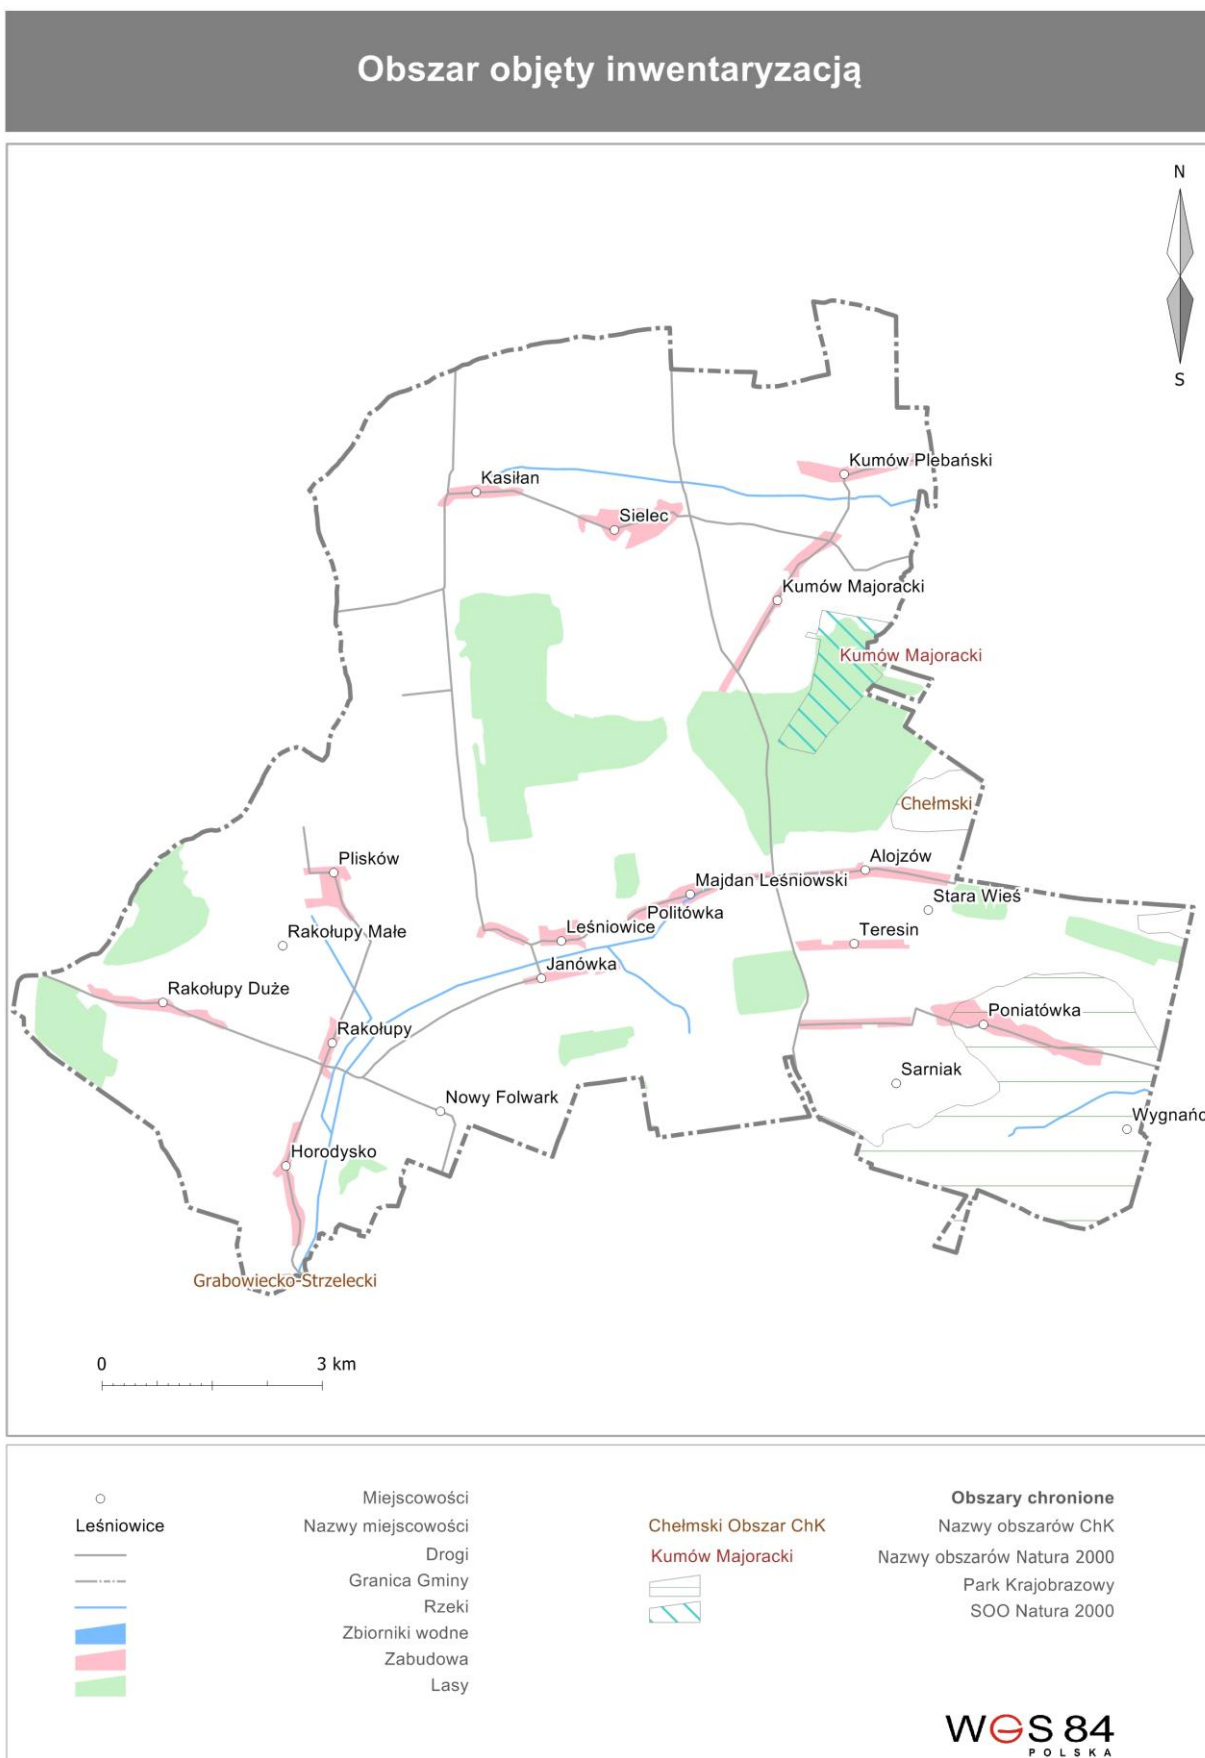 Obszar objęty inwentaryzacją
N
S
Kumów Plebański
Kasiłan
Sielec
Kumów Majoracki
Kumów Majoracki
Chełmski
Plisków
Alojzów
Majdan Leśniowski
Stara Wieś
Politówka
Rakołupy Małe
Leśniowice
Teresin
Janówka
Rakołupy Duże
Poniatówka
Rakołupy
Sarniak
Nowy Folwark
Wygnańc
Horodysko
Grabowiecko-Strzelecki
0 3 km
Miejscowości
Leśniowice Nazwy miejscowości
Drogi
Granica Gminy
Rzeki
Zbiorniki wodne
Zabudowa
Lasy
Obszary chronione
Chełmski Obszar ChK Nazwy obszarów ChK
Kumów Majoracki Nazwy obszarów Natura 2000
Park Krajobrazowy
SOO Natura 2000
WGS 84
POLSKA